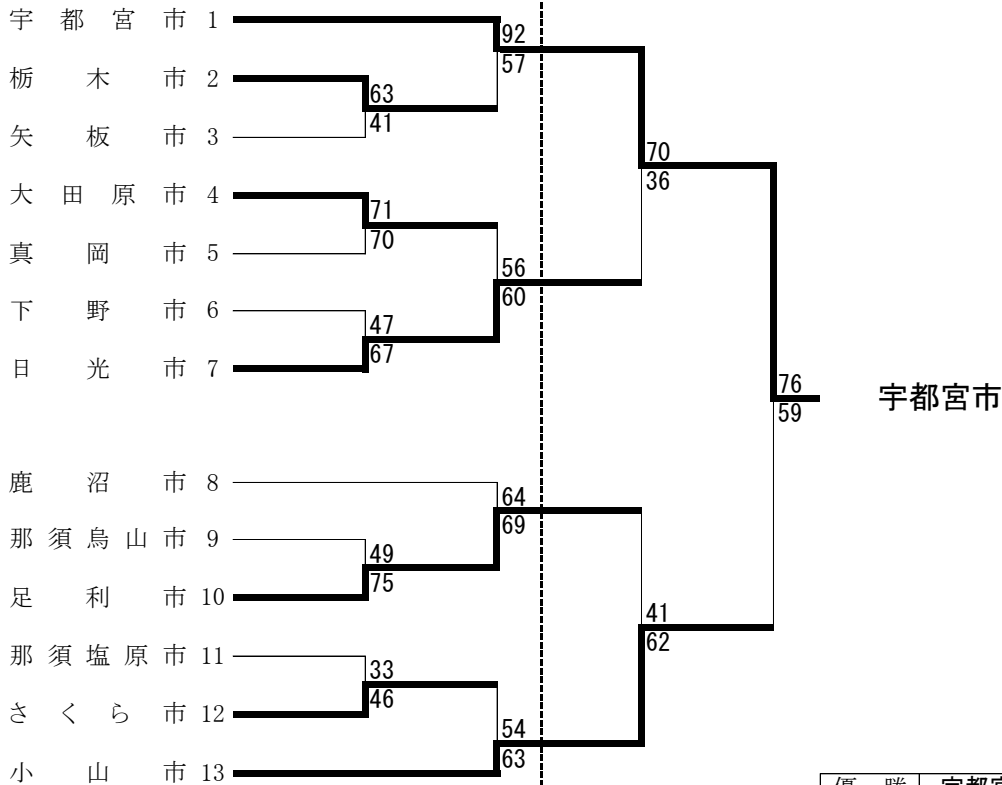 宇都宮市 1
92
57
栃木市 2
63
41
矢板市 3
70
36
大田原市 4
71
70
真岡市 5
56
60
下野市 6
47
67
日光市 7
76
59
宇都宮市
鹿沼市 8
64
69
那須烏山市 9
49
75
足利市 10
41
62
那須塩原市 11
33
46
さくら市 12
54
63
小山市 13